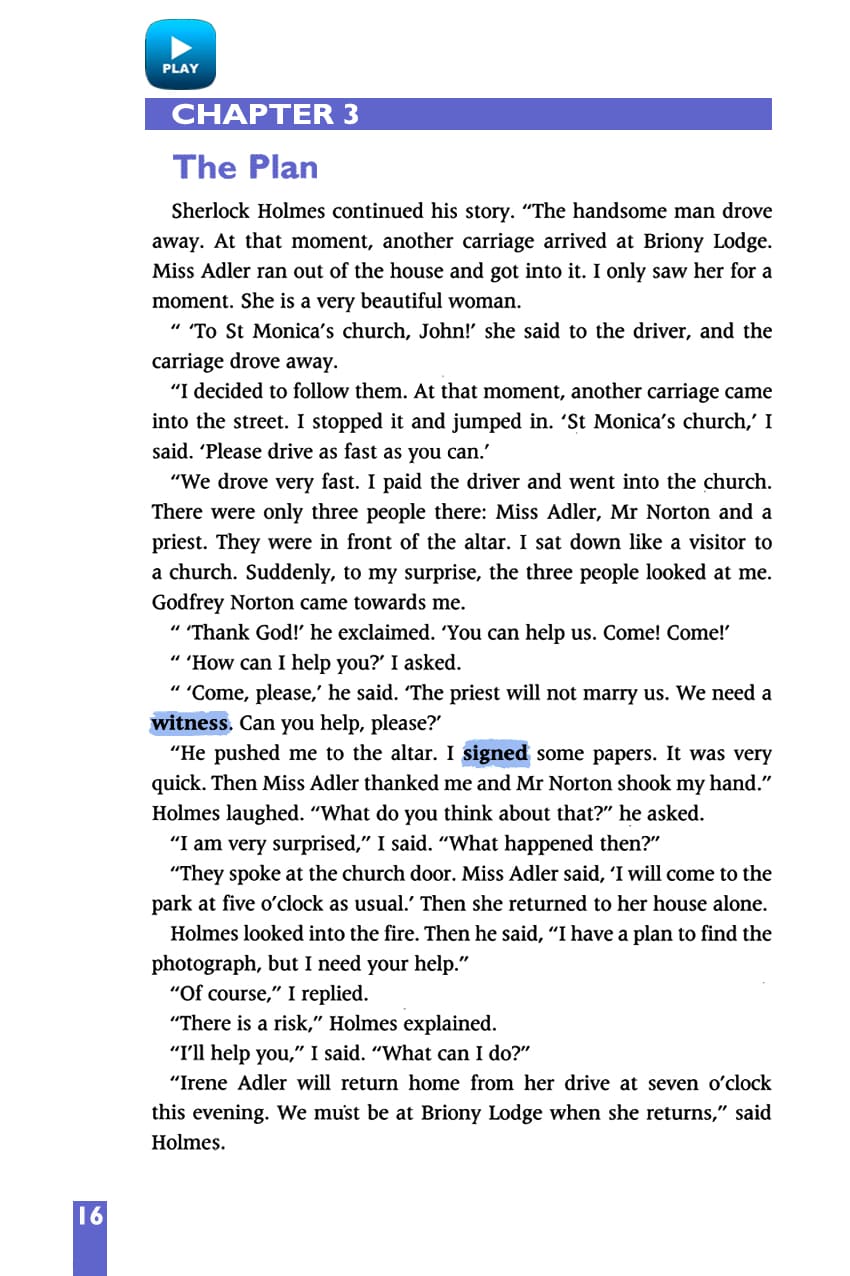 PLAY
CHAPTER 3
The Plan
Sherlock Holmes continued his story. “The handsome man drove
away. At that moment, another carriage arrived at Briony Lodge.
Miss Adler ran out of the house and got into it. I only saw her for a
moment. She is a very beautiful woman.
“ ‘To St Monica’s church, John!’ she said to the driver, and the
carriage drove away.
“I decided to follow them. At that moment, another carriage came
into the street. I stopped it and jumped in. ‘St Monica’s church,’ I
said. ‘Please drive as fast as you can.’
“We drove very fast. I paid the driver and went into the church.
There were only three people there: Miss Adler, Mr Norton and a
priest. They were in front of the altar. I sat down like a visitor to
a church. Suddenly, to my surprise, the three people looked at me.
Godfrey Norton came towards me.
“ ‘Thank God!’ he exclaimed. ‘You can help us. Come! Come!’
“ ‘How can I help you?’ I asked.
“ ‘Come, please,’ he said. ‘The priest will not marry us. We need a
witness. Can you help, please?’
“He pushed me to the altar. I signed some papers. It was very
quick. Then Miss Adler thanked me and Mr Norton shook my hand.”
Holmes laughed. “What do you think about that?” he asked.
“I am very surprised,” I said. “What happened then?”
“They spoke at the church door. Miss Adler said, ‘I will come to the
park at five o’clock as usual.’ Then she returned to her house alone.
Holmes looked into the fire. Then he said, “I have a plan to find the
photograph, but I need your help.”
“Of course,” I replied.
“There is a risk,” Holmes explained.
“I’ll help you,” I said. “What can I do?”
“Irene Adler will return home from her drive at seven o’clock
this evening. We must be at Briony Lodge when she returns,” said
Holmes.
16